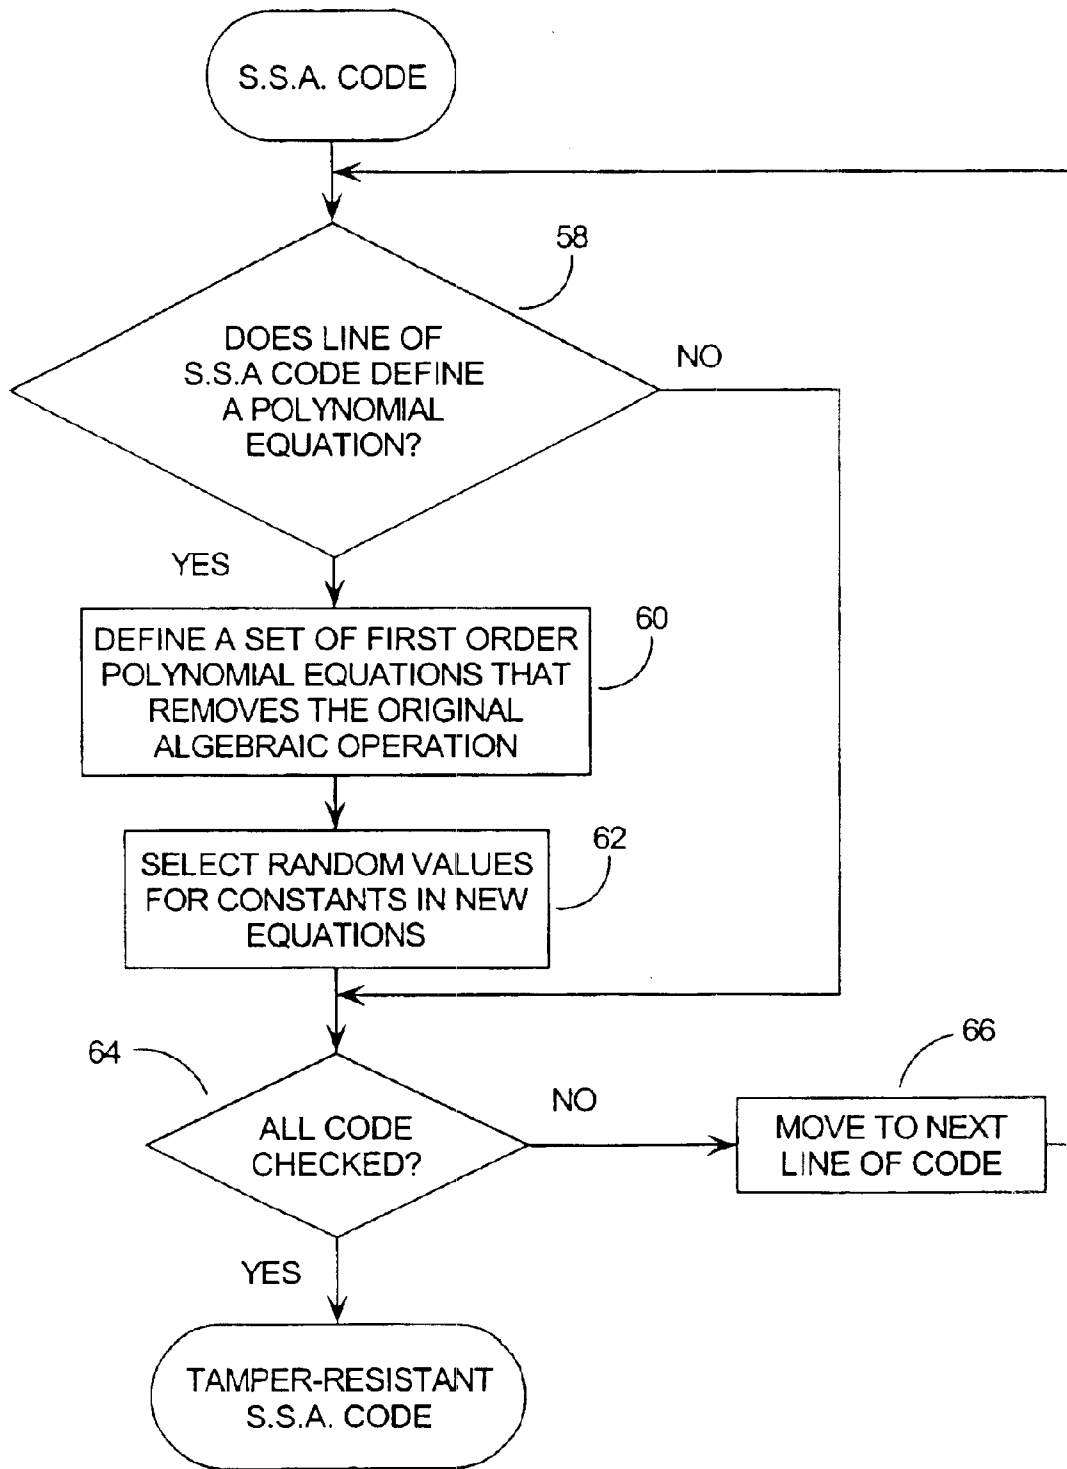 S.S.A. CODE
58
DOES LINE OF
S.S.A CODE DEFINE
A POLYNOMIAL
EQUATION?
NO
YES
60
DEFINE A SET OF FIRST ORDER
POLYNOMIAL EQUATIONS THAT
REMOVES THE ORIGINAL
ALGEBRAIC OPERATION
62
SELECT RANDOM VALUES
FOR CONSTANTS IN NEW
EQUATIONS
64
ALL CODE
CHECKED?
NO
66
MOVE TO NEXT
LINE OF CODE
YES
TAMPER-RESISTANT
S.S.A. CODE